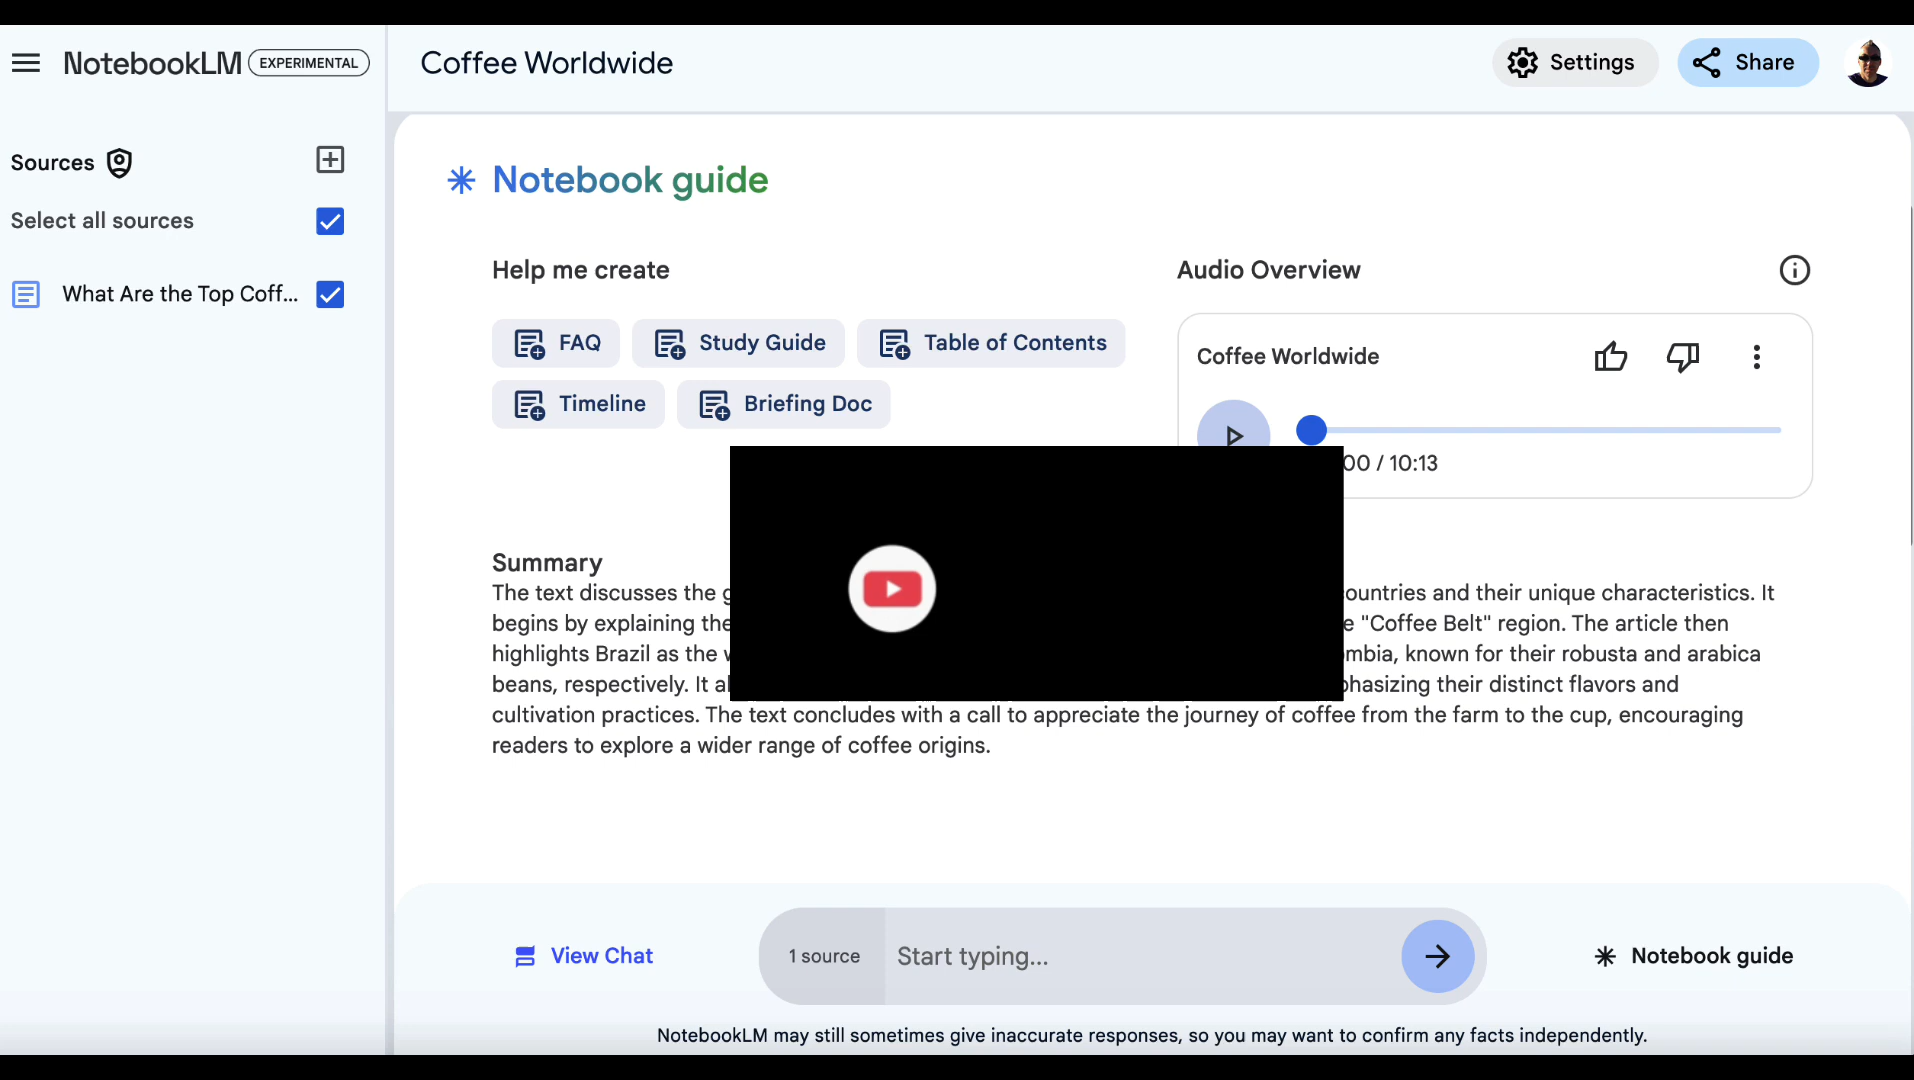 NotebookLM EXPERIMENTAL
Coffee Worldwide
Settings
Share
Sources
Select all sources
What Are the Top Coff...
Notebook guide
Help me create
FAQ
Study Guide
Table of Contents
Timeline
Briefing Doc
Audio Overview
Coffee Worldwide
00 / 10:13
Summary
The text discusses the countries and their unique characteristics. It
begins by explaining the "Coffee Belt" region. The article then
highlights Brazil as the known for their robusta and arabica
beans, respectively. It their distinct flavors and
cultivation practices. The text concludes with a call to appreciate the journey of coffee from the farm to the cup, encouraging
readers to explore a wider range of coffee origins.
View Chat
1 source
Start typing...
Notebook guide
NotebookLM may still sometimes give inaccurate responses, so you may want to confirm any facts independently.